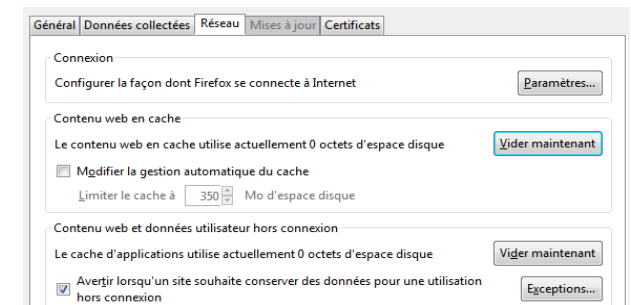 Général Données collectées Réseau Mises à jour Certificats
Connexion
Configurer la façon dont Firefox se connecte à Internet Paramètres...
Contenu web en cache
Le contenu web en cache utilise actuellement 0 octets d'espace disque Vider maintenant
Modifier la gestion automatique du cache
Limiter le cache à 350 Mo d'espace disque
Contenu web et données utilisateur hors connexion
Le cache d'applications utilise actuellement 0 octets d'espace disque Vider maintenant
Avertir lorsqu'un site souhaite conserver des données pour une utilisation
hors connexion Exceptions...